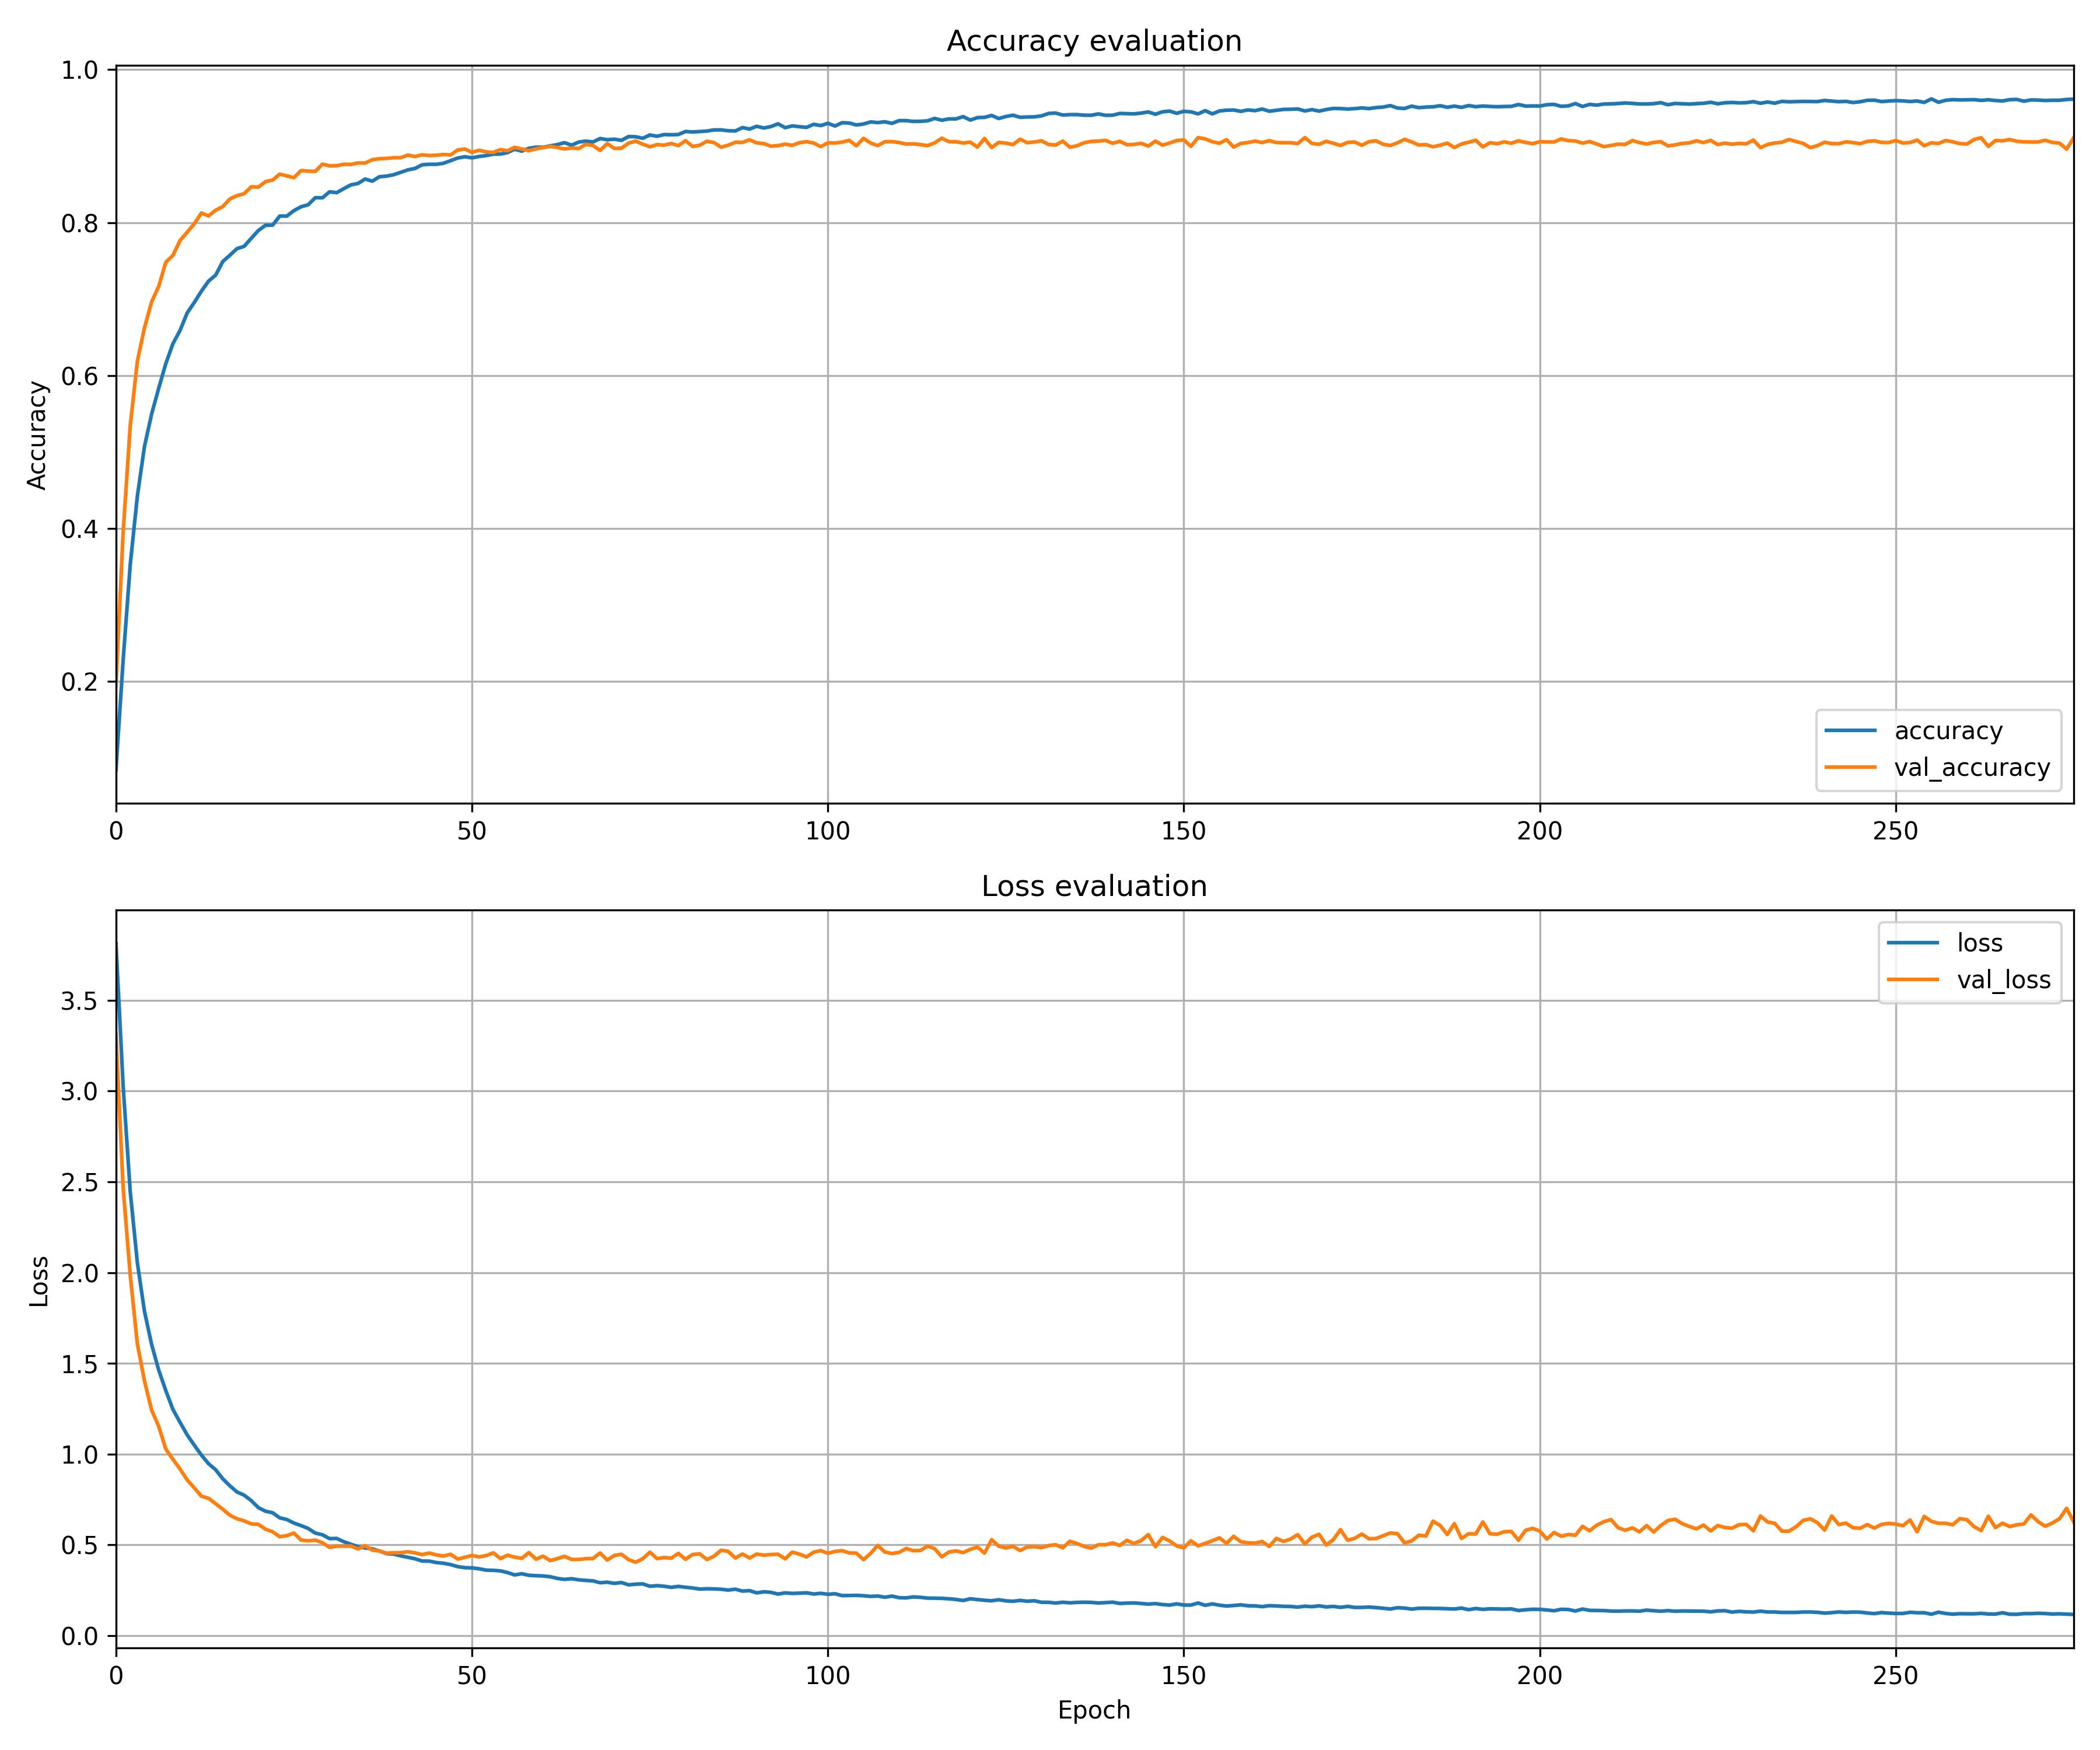 Accuracy evaluation
1.0
0.8
0.6
0.4
0.2
Accuracy
accuracy
val_accuracy
0 50 100 150 200 250
Loss evaluation
3.5
3.0
2.5
2.0
1.5
1.0
0.5
0.0
Loss
loss
val_loss
0 50 100 150 200 250
Epoch